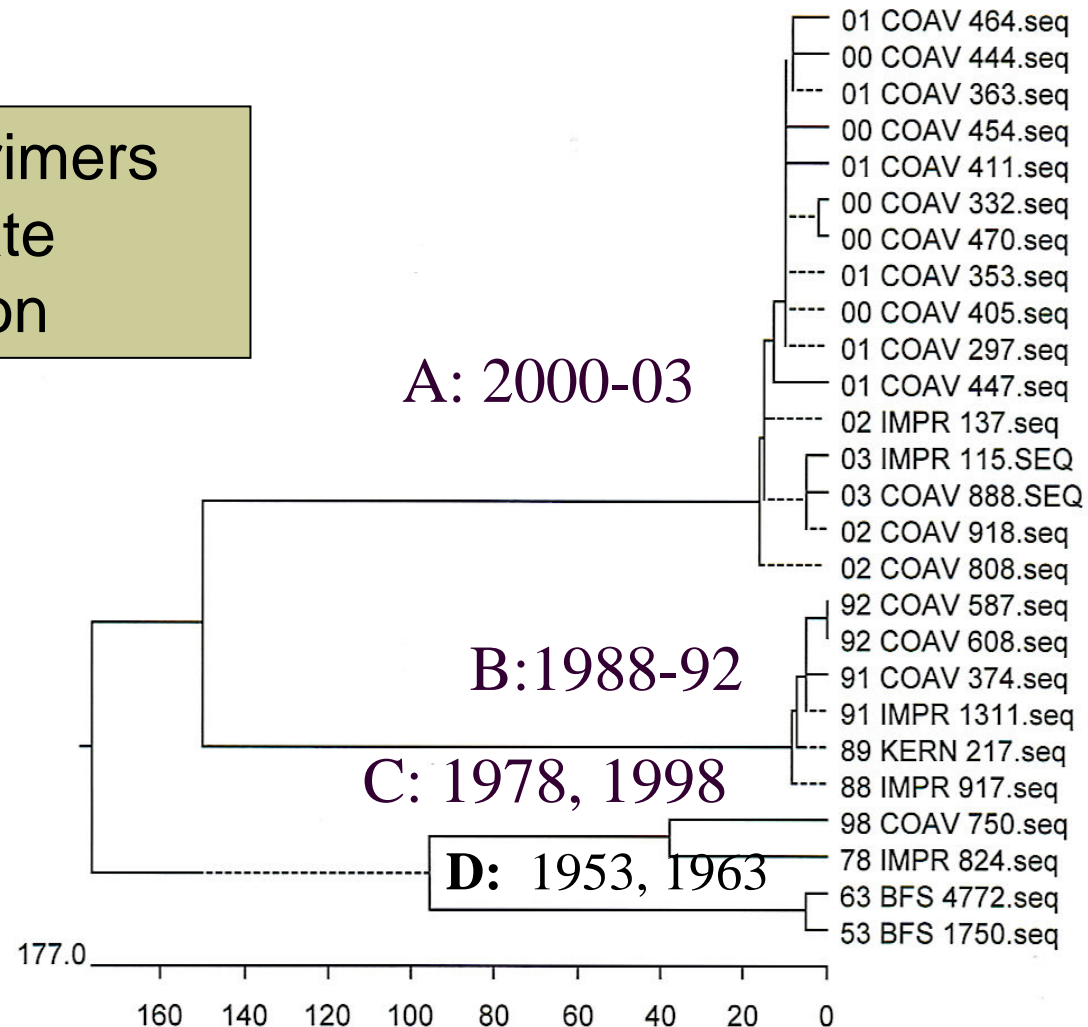 01 COAV 464.seq
00 COAV 444.seq
01 COAV 363.seq
00 COAV 454.seq
01 COAV 411.seq
00 COAV 332.seq
00 COAV 470.seq
01 COAV 353.seq
00 COAV 405.seq
01 COAV 297.seq
01 COAV 447.seq
02 IMPR 137.seq
03 IMPR 115.SEQ
03 COAV 888.SEQ
02 COAV 918.seq
02 COAV 808.seq
92 COAV 587.seq
92 COAV 608.seq
91 COAV 374.seq
91 IMPR 1311.seq
89 KERN 217.seq
88 IMPR 917.seq
98 COAV 750.seq
78 IMPR 824.seq
63 BFS 4772.seq
53 BFS 1750.seq
A: 2000-03
B:1988-92
C: 1978, 1998
D: 1953, 1963
177.0
160 140 120 100 80 60 40 20 0